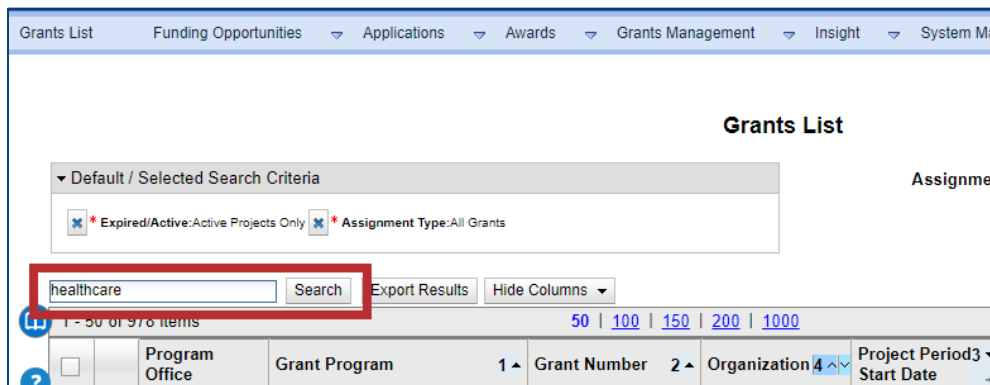 Grants List Funding Opportunities Applications Awards Grants Management Insight System Ma
Grants List
Default / Selected Search Criteria
Assignme
* Expired/Active:Active Projects Only * Assignment Type:All Grants
healthcare Search Export Results Hide Columns
1 - 50 of 978 items 50 | 100 | 150 | 200 | 1000
Program Office Grant Program 1 Grant Number 2 Organization 4 Project Period Start Date 3